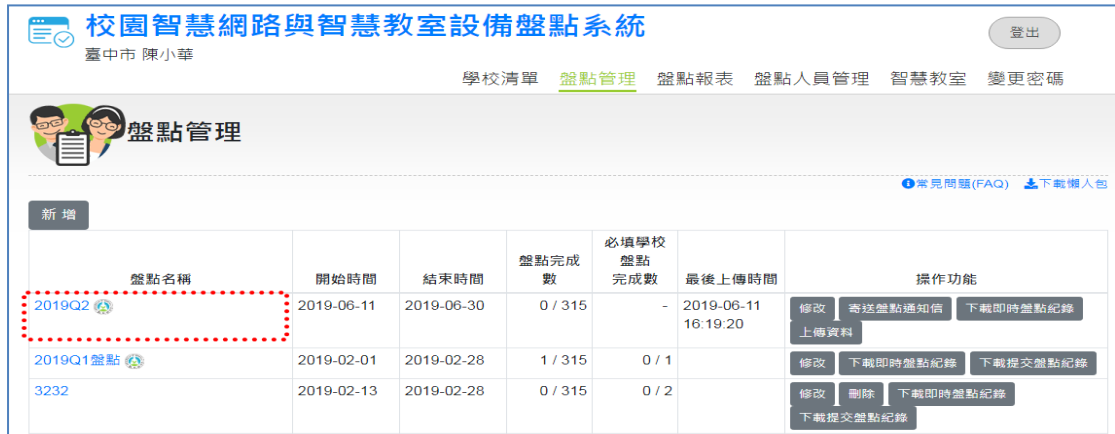 校園智慧網路與智慧教室設備盤點系統
登出
臺中市 陳小華
學校清單 盤點管理 盤點報表 盤點人員管理 智慧教室 變更密碼
盤點管理
常見問題(FAQ) 下載懶人包
新增
盤點名稱 開始時間 結束時間 盤點完成數 必填學校盤點完成數 最後上傳時間 操作功能
2019Q2 2019-06-11 2019-06-30 0 / 315 - 2019-06-11 16:19:20 修改 寄送盤點通知信 下載即時盤點紀錄
上傳資料
2019Q1盤點 2019-02-01 2019-02-28 1 / 315 0 / 1 修改 下載即時盤點紀錄 下載提交盤點紀錄
3232 2019-02-13 2019-02-28 0 / 315 0 / 2 修改 刪除 下載即時盤點紀錄
下載提交盤點紀錄